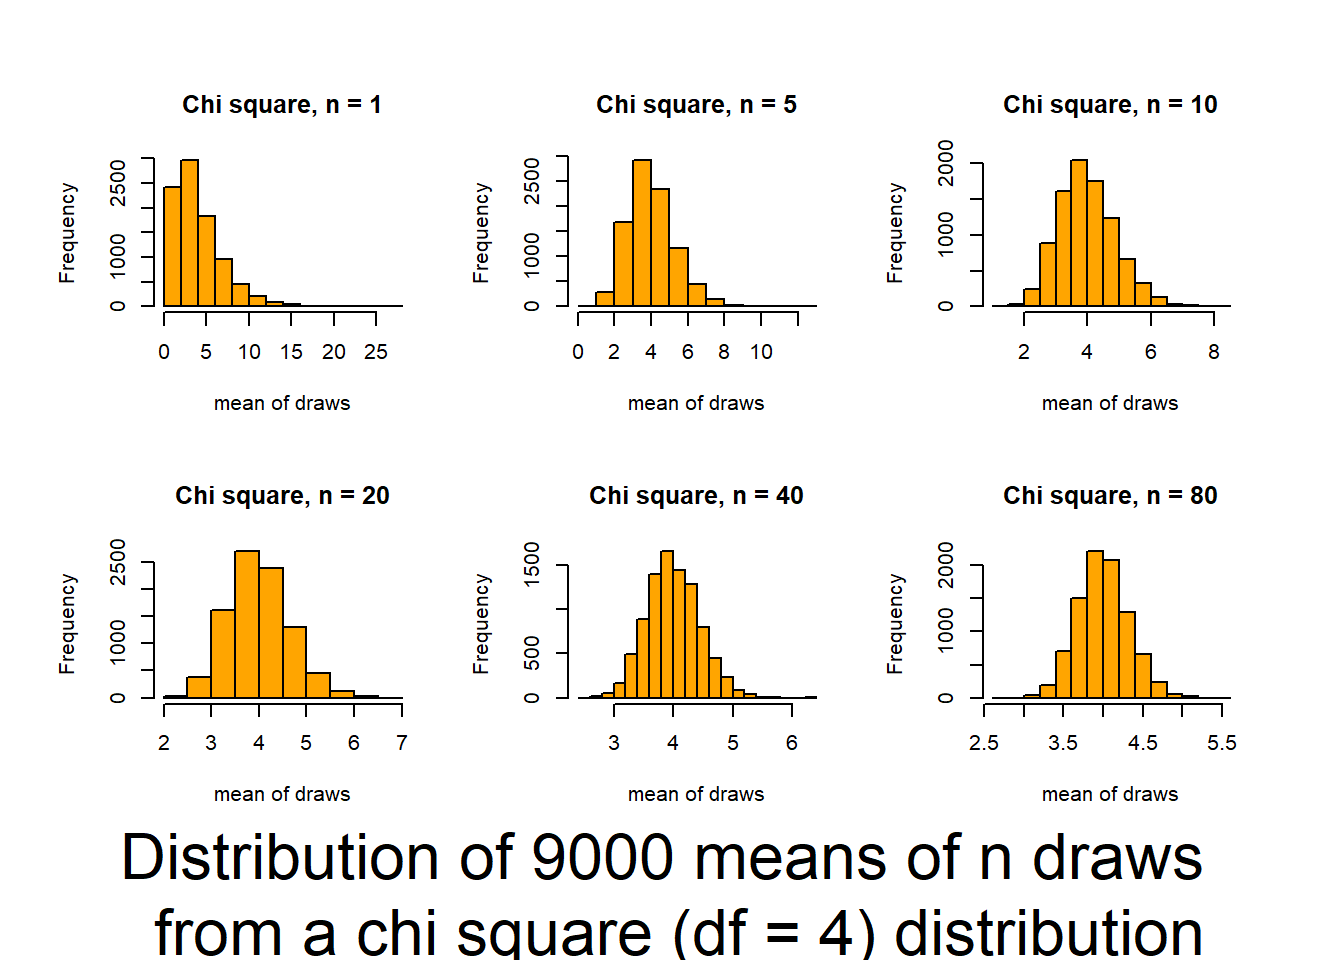 Chi square, n = 1
Frequency
0 1000 2500
0 5 10 15 20 25
mean of draws
Chi square, n = 5
Frequency
0 1000 2500
0 2 4 6 8 10
mean of draws
Chi square, n = 10
Frequency
0 1000 2000
2 4 6 8
mean of draws
Chi square, n = 20
Frequency
0 1000 2500
2 3 4 5 6 7
mean of draws
Chi square, n = 40
Frequency
0 500 1500
3 4 5 6
mean of draws
Chi square, n = 80
Frequency
0 1000 2000
2.5 3.5 4.5 5.5
mean of draws
Distribution of 9000 means of n draws
from a chi square (df = 4) distribution